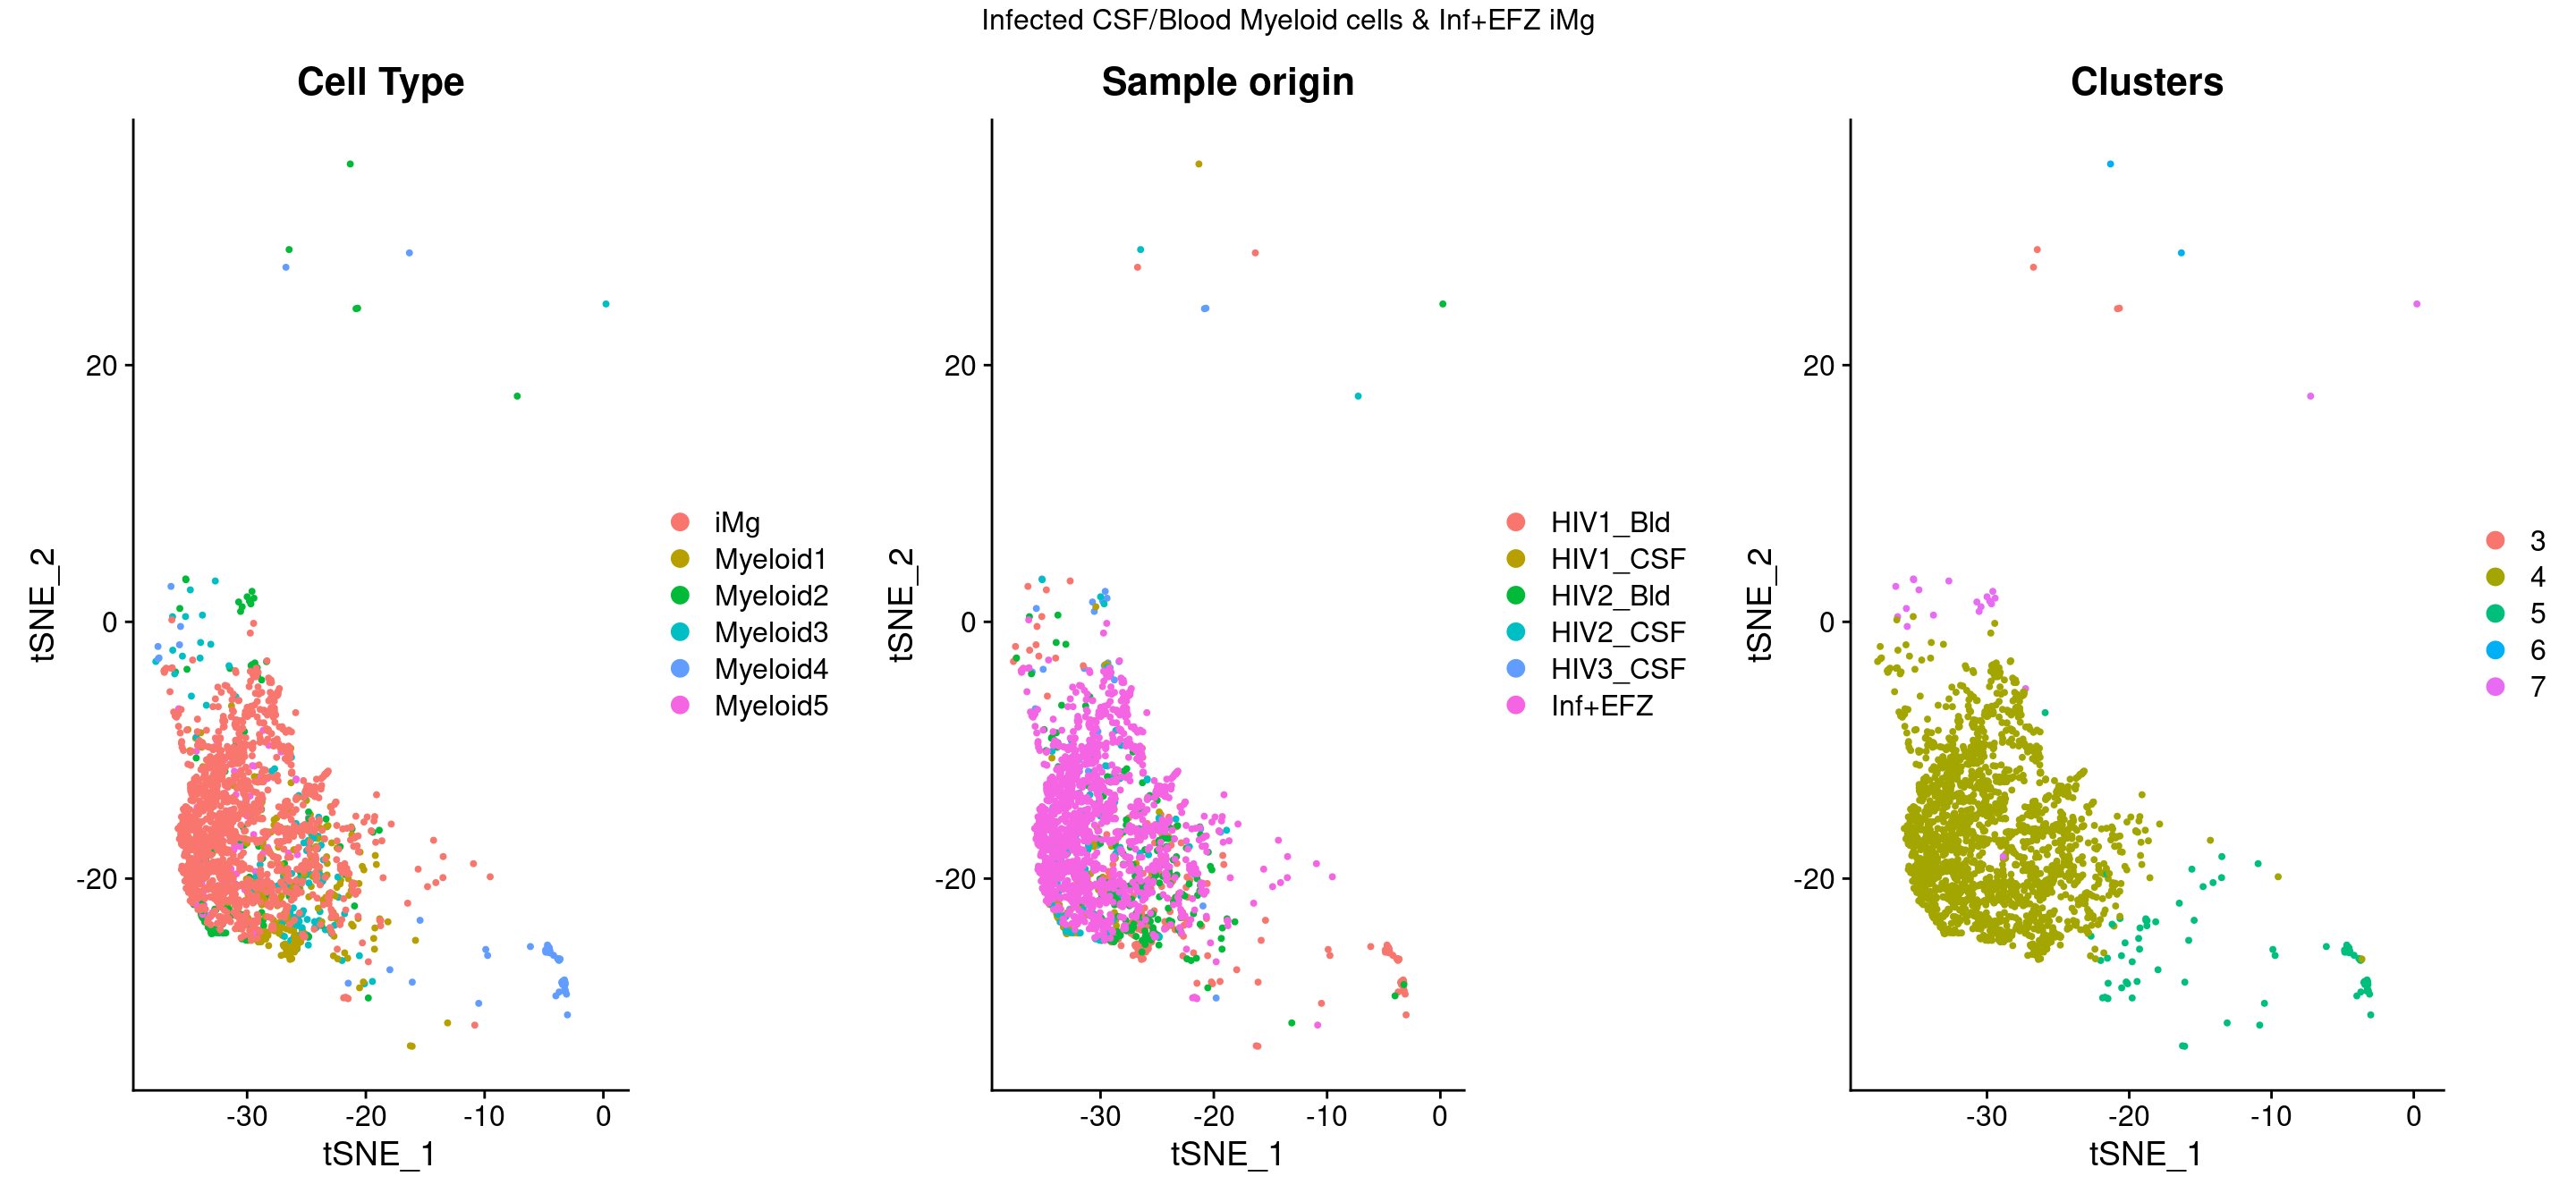 Infected CSF/Blood Myeloid cells & Inf+EFZ iMg
Cell Type
tSNE_2
20
0
-20
-30 -20 -10 0
tSNE_1
iMg
Myeloid1
Myeloid2
Myeloid3
Myeloid4
Myeloid5
Sample origin
tSNE_2
20
0
-20
-30 -20 -10 0
tSNE_1
HIV1_Bld
HIV1_CSF
HIV2_Bld
HIV2_CSF
HIV3_CSF
Inf+EFZ
Clusters
tSNE_2
20
0
-20
-30 -20 -10 0
tSNE_1
3
4
5
6
7